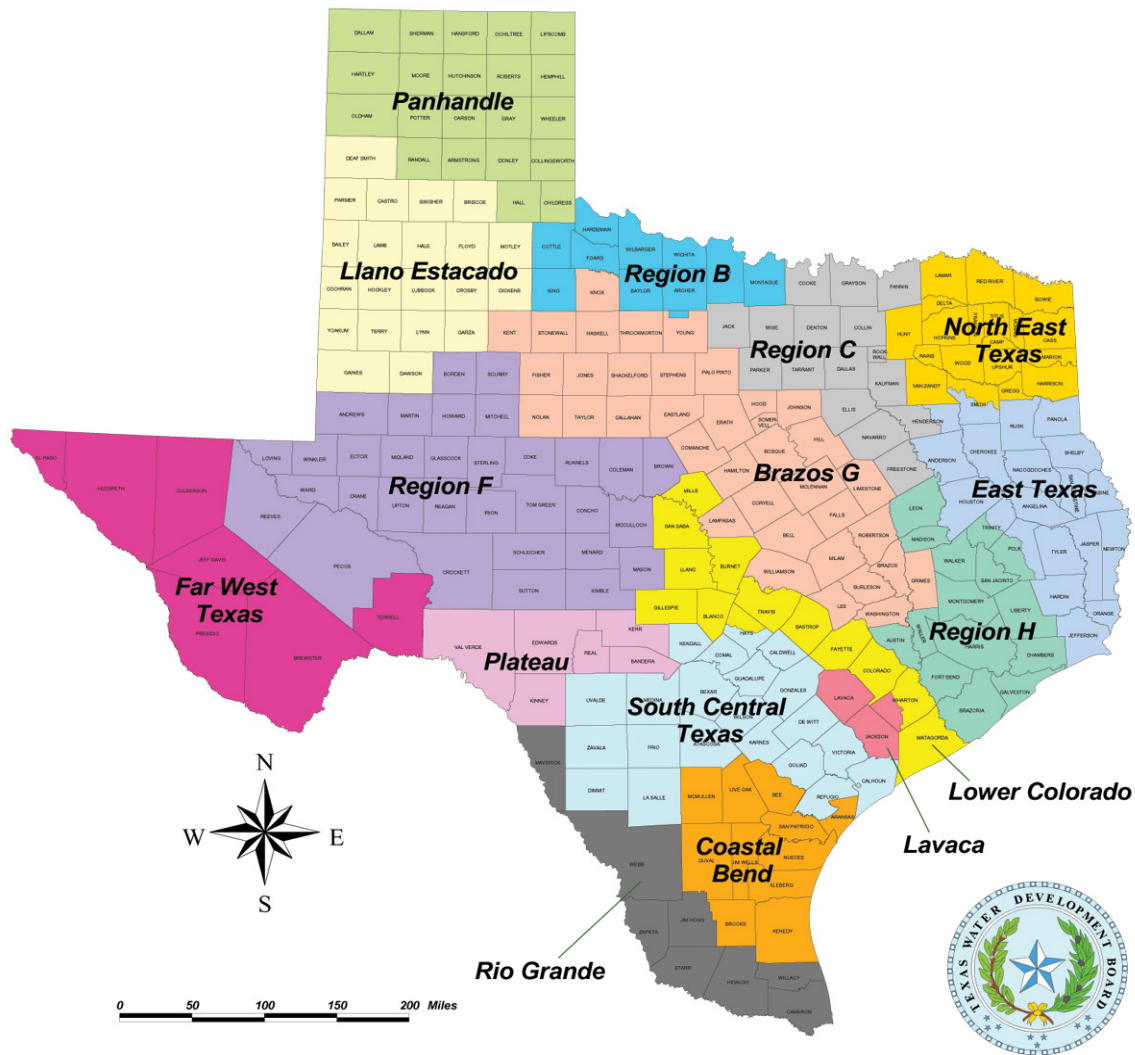 DALLAM SHERMAN HANSFORD OCHILTREE LIPSCOMB
HARTLEY MOORE HUTCHINSON ROBERTS HEMPHILL
Panhandle
OLDHAM POTTER CARSON GRAY WHEELER
DEAF SMITH RANDALL ARMSTRONG DONLEY COLLINGSWORTH
PARMER CASTRO SWISHER BRISCOE HALL CHILDRESS
BAILEY LAMB HALE FLOYD MOTLEY COTTLE HARDEMAN FOARD WILBARGER WICHITA
Llano Estacado
Region B
COCHRAN HOCKLEY LUBBOCK CROSBY DICKENS KING KNOX BAYLOR ARCHER MONTAGUE COOKE GRAYSON FANNIN LAMAR RED RIVER BOWIE
YOAKUM TERRY LYNN GARZA KENT STONEWALL HASKELL THROCKMORTON YOUNG JACK WISE DENTON COLLIN HUNT DELTA HOPKINS TITUS CASS
North East
Texas
Region C
GAINES DAWSON BORDEN SCURRY FISHER JONES SHACKELFORD STEPHENS PALO PINTO PARKER TARRANT DALLAS ROCK
WALL
KAUFMAN RAINS WOOD CAMP UPSHUR MARION VAN ZANDT GREGG HARRISON SMITH
ANDREWS MARTIN HOWARD MITCHELL NOLAN TAYLOR CALLAHAN EASTLAND ERATH HOOD SOMER-
VELL
JOHNSON ELLIS NAVARRO HENDERSON RUSK PANOLA
EL PASO HUDSPETH CULBERSON LOVING WINKLER ECTOR MIDLAND GLASSCOCK STERLING COKE RUNNELS COLEMAN BROWN COMANCHE HAMILTON BOSQUE HILL FREESTONE ANDERSON CHEROKEE NACOGDOCHES SHELBY
Region F
Brazos G
East Texas
WARD CRANE UPTON REAGAN IRION TOM GREEN CONCHO MCCULLOCH SAN SABA MILLS LAMPASAS CORYELL MCLENNAN LIMESTONE FALLS LEON HOUSTON ANGELINA
REEVES PECOS CROCKETT SCHLEICHER MENARD MASON LLANO BURNET BELL MILAM ROBERTSON MADISON TRINITY POLK TYLER JASPER NEWTON
JEFF DAVIS SUTTON KIMBLE GILLESPIE BLANCO WILLIAMSON BURLESON BRAZOS GRIMES WALKER SAN JACINTO HARDIN ORANGE
Far West
Texas
PRESIDIO BREWSTER TERRELL VAL VERDE EDWARDS KERR REAL BANDERA KENDALL HAYS TRAVIS BASTROP LEE WASHINGTON MONTGOMERY LIBERTY JEFFERSON
Plateau
Region H
KINNEY UVALDE MEDINA BEXAR COMAL GUADALUPE CALDWELL FAYETTE COLORADO AUSTIN WALLER HARRIS CHAMBERS FORT BEND GALVESTON BRAZORIA
South Central
Texas
MAVERICK ZAVALA FRIO ATASCOSA WILSON KARNES GONZALES DE WITT LAVACA WHARTON JACKSON MATAGORDA
DIMMIT LA SALLE MCMULLEN LIVE OAK BEE GOLIAD VICTORIA REFUGIO CALHOUN ARANSAS
Lower Colorado
Lavaca
WEBB DUVAL JIM WELLS SAN PATRICIO NUECES KLEBERG
Coastal
Bend
ZAPATA JIM HOGG BROOKS KENEDY
STARR HIDALGO WILLACY CAMERON
Rio Grande
N
W E
S
0 50 100 150 200 Miles
TEXAS WATER DEVELOPMENT BOARD